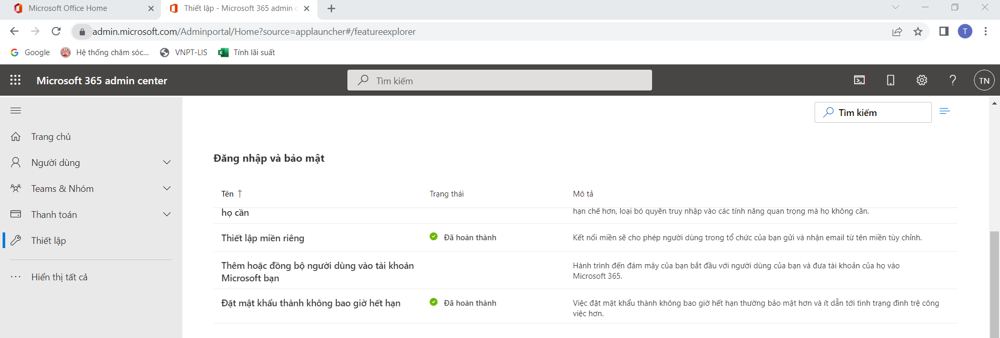 Microsoft Office Home
Thiết lập - Microsoft 365 admin c
admin.microsoft.com/Adminportal/Home?source=applauncher#/featureexplorer
T
Google
Hệ thống chăm sóc...
VNPT-LIS
Tính lãi suất
Microsoft 365 admin center
Tìm kiếm
TN
Tìm kiếm
Trang chủ
Người dùng
Teams & Nhóm
Thanh toán
Thiết lập
Hiển thị tất cả
Đăng nhập và bảo mật
Tên ↑
Trạng thái
Mô tả
họ cần
hạn chế hơn, loại bỏ quyền truy nhập vào các tính năng quan trọng mà họ không cần.
Thiết lập miền riêng
Đã hoàn thành
Kết nối miền sẽ cho phép người dùng trong tổ chức của bạn gửi và nhận email từ tên miền tùy chỉnh.
Thêm hoặc đồng bộ người dùng vào tài khoản
Microsoft bạn
Hành trình đến đám mây của bạn bắt đầu với người dùng của bạn và đưa tài khoản của họ vào
Microsoft 365.
Đặt mật khẩu thành không bao giờ hết hạn
Đã hoàn thành
Việc đặt mật khẩu thành không bao giờ hết hạn thường bảo mật hơn và ít dẫn tới tình trạng đình trệ công
việc hơn.